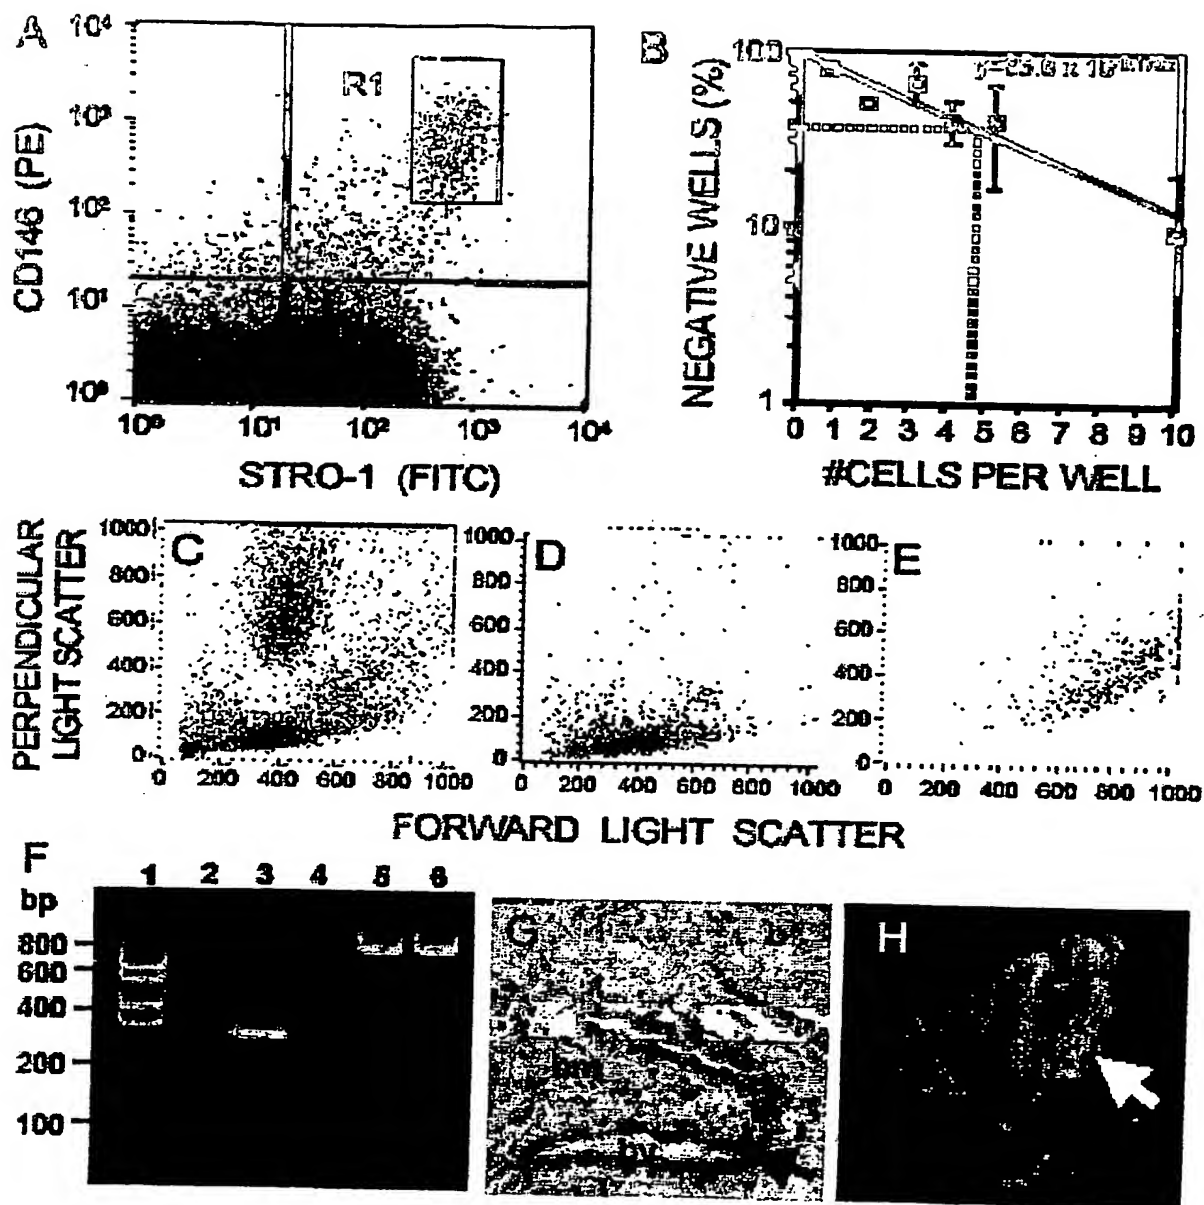 A
10⁴
10³
10²
10¹
10⁰
CD146 (PE)
R1
10⁰ 10¹ 10² 10³ 10⁴
STRO-1 (FITC)
B
100
10
1
NEGATIVE WELLS (%)
0 1 2 3 4 5 6 7 8 9 10
#CELLS PER WELL
PERPENDICULAR
LIGHT SCATTER
C
1000
800
600
400
200
0
0 200 400 600 800 1000
D
1000
800
600
400
200
0
0 200 400 600 800 1000
E
1000
800
600
400
200
0
200 400 600 800 1000
FORWARD LIGHT SCATTER
F
1 2 3 4 5 6
bp
800
600
400
200
100
G
b
bm
bv
H